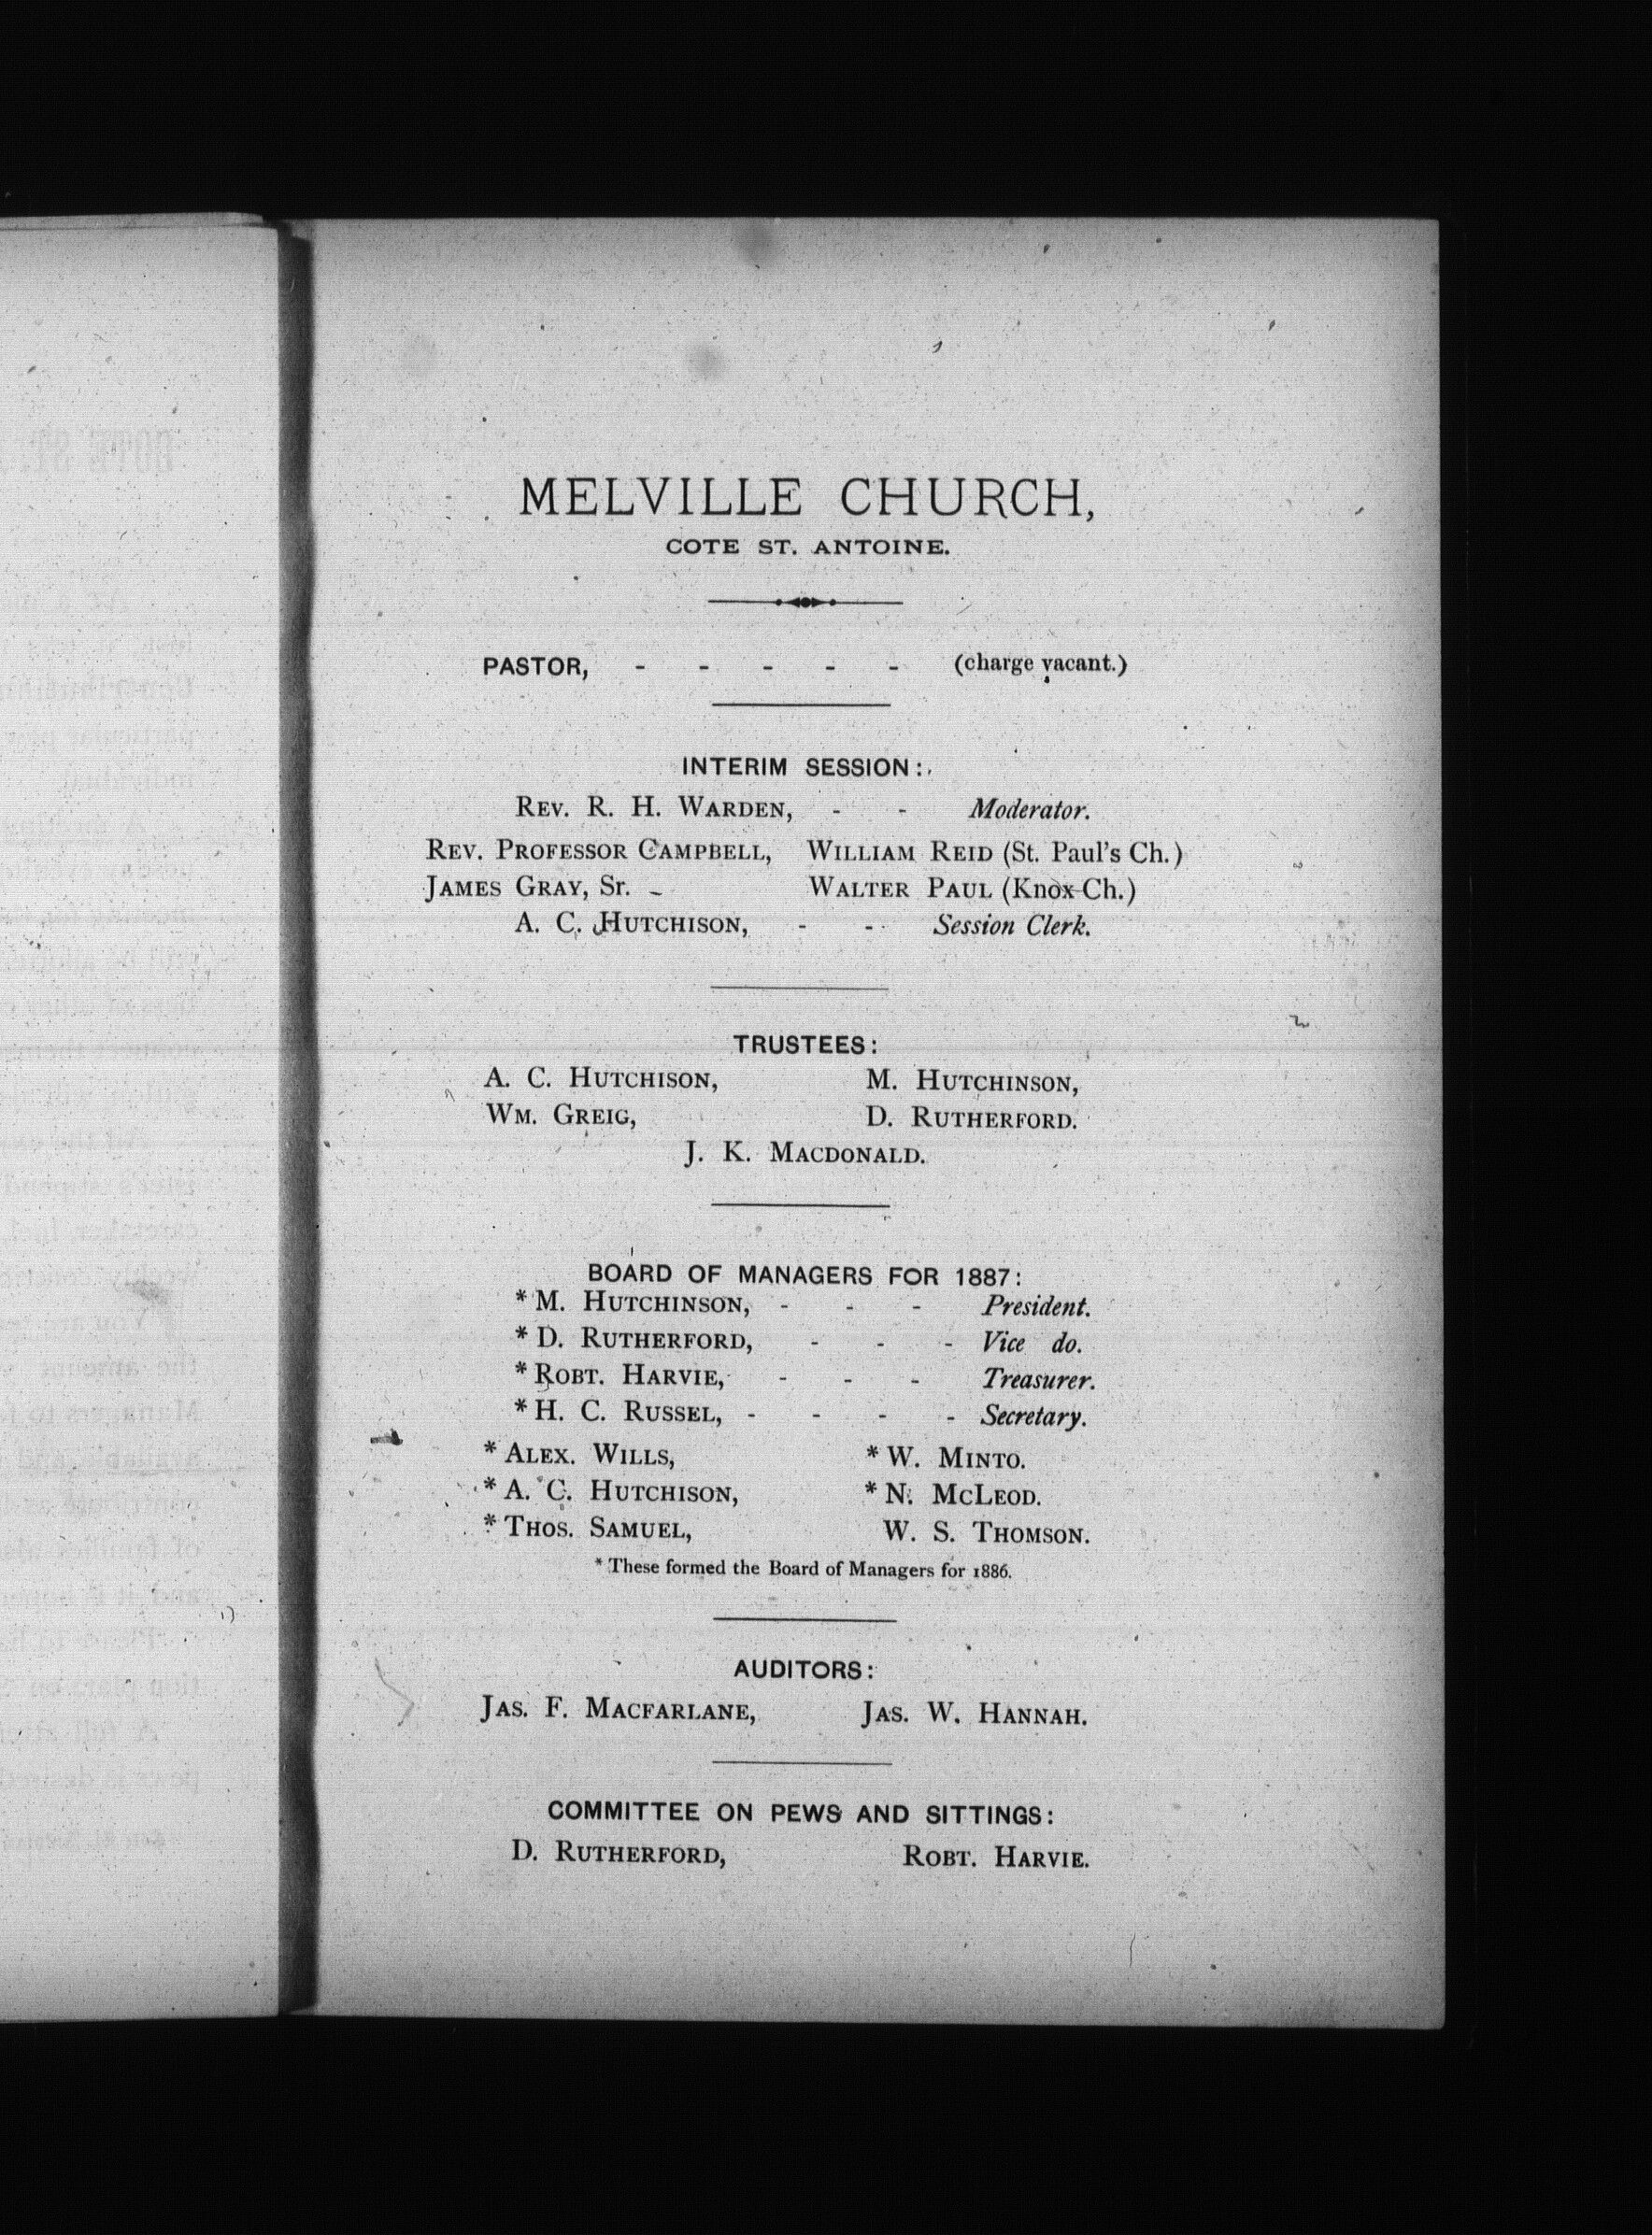 MELVILLE CHURCH,
COTE ST. ANTOINE.
PASTOR, - - - - - (charge vacant.)
INTERIM SESSION:
REV. R. H. WARDEN, - - Moderator.
REV. PROFESSOR CAMPBELL, WILLIAM REID (St. Paul's Ch.)
JAMES GRAY, Sr. - WALTER PAUL (Knox Ch.)
A. C. HUTCHISON, - - Session Clerk.
TRUSTEES:
A. C. HUTCHISON, M. HUTCHINSON,
WM. GREIG, D. RUTHERFORD.
J. K. MACDONALD.
BOARD OF MANAGERS FOR 1887:
* M. HUTCHINSON, - - - President.
* D. RUTHERFORD, - - - Vice do.
* ROBT. HARVIE, - - - Treasurer.
* H. C. RUSSEL, - - - - Secretary.
* ALEX. WILLS, * W. MINTO.
* A. C. HUTCHISON, * N. MCLEOD.
* THOS. SAMUEL, W. S. THOMSON.
* These formed the Board of Managers for 1886.
AUDITORS:
JAS. F. MACFARLANE, JAS. W. HANNAH.
COMMITTEE ON PEWS AND SITTINGS:
D. RUTHERFORD, ROBT. HARVIE.